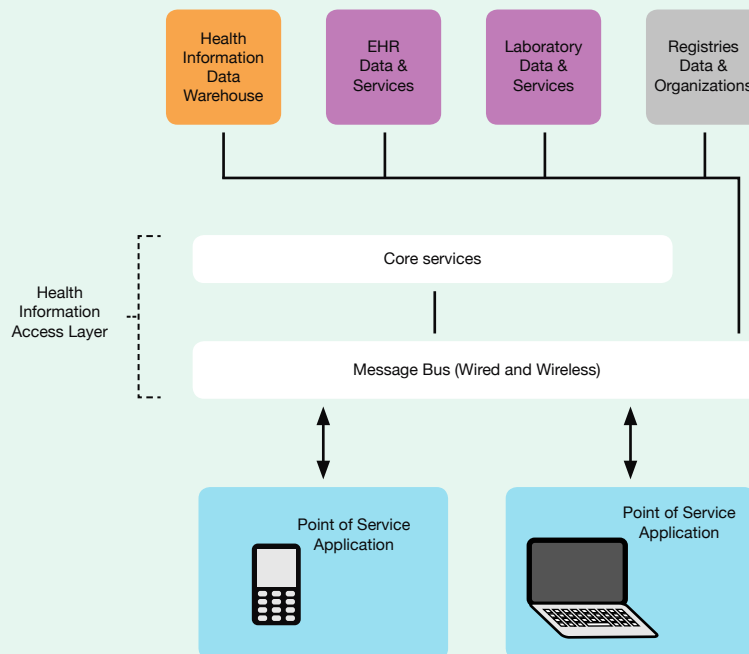 Health
Information
Data
Warehouse
EHR
Data &
Services
Laboratory
Data &
Services
Registries
Data &
Organizations
Core services
Health
Information
Access Layer
Message Bus (Wired and Wireless)
Point of Service
Application
Point of Service
Application